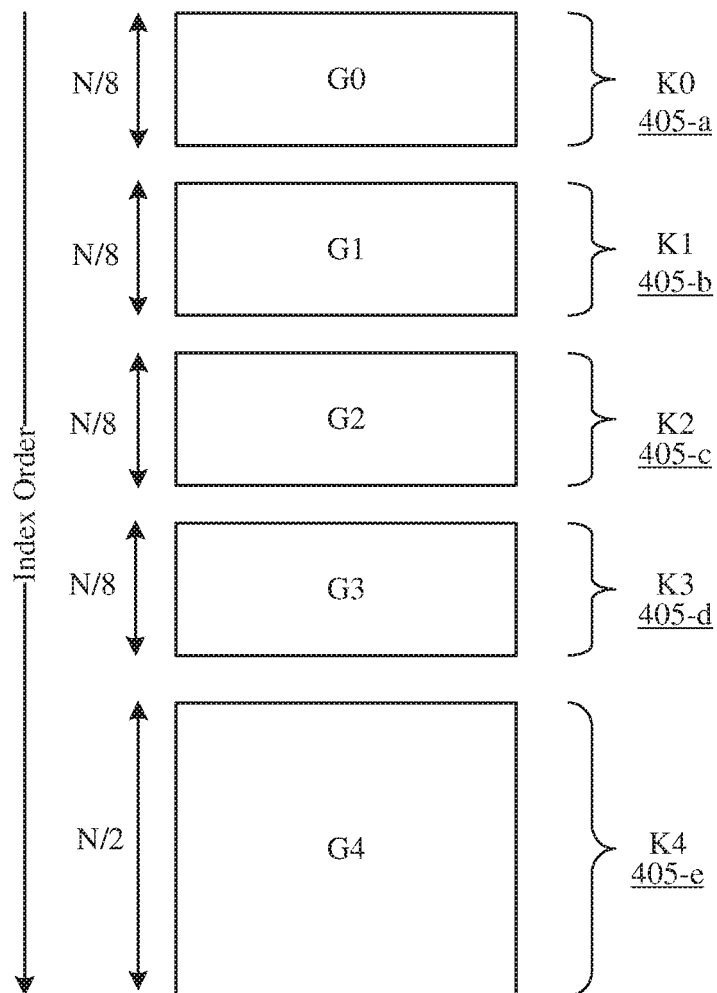 N/8
G0
K0
405-a
N/8
G1
K1
405-b
N/8
G2
K2
405-c
Index Order
N/8
G3
K3
405-d
N/2
G4
K4
405-e